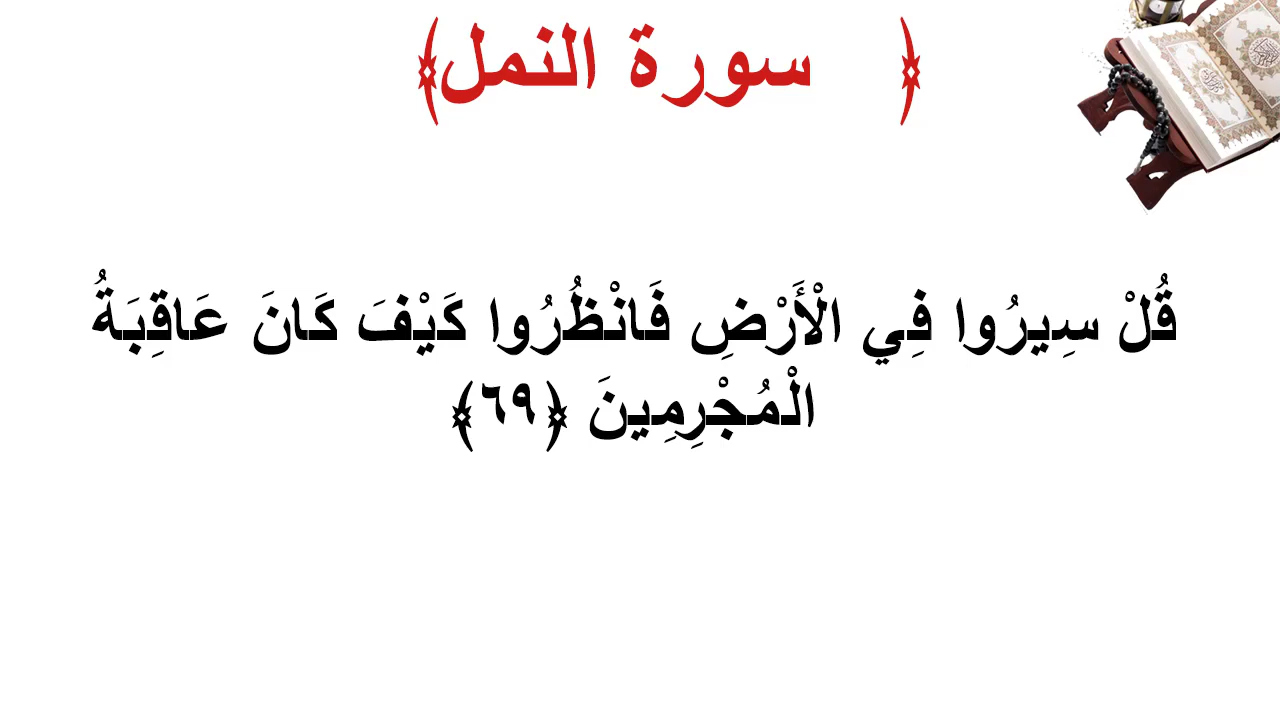 ﴿ سورة النمل﴾
قُلْ سِيرُوا فِي الْأَرْضِ فَانْظُرُوا كَيْفَ كَانَ عَاقِبَةُ
الْمُجْرِمِينَ ﴿٦٩﴾